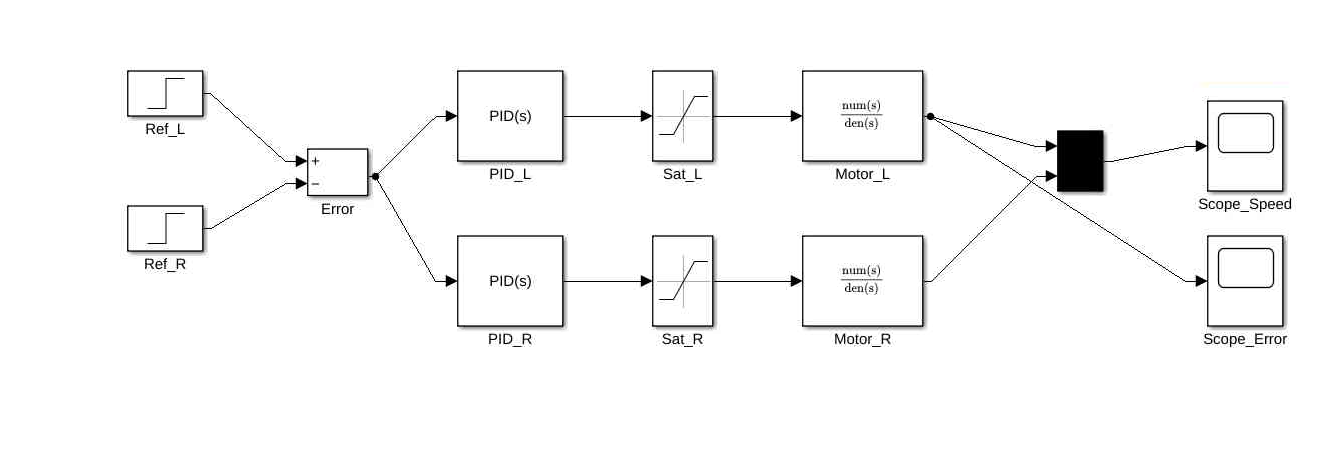 Ref_L
Ref_R
+
−
Error
PID(s)
PID_L
Sat_L
num(s)
den(s)
Motor_L
PID(s)
PID_R
Sat_R
num(s)
den(s)
Motor_R
Scope_Speed
Scope_Error